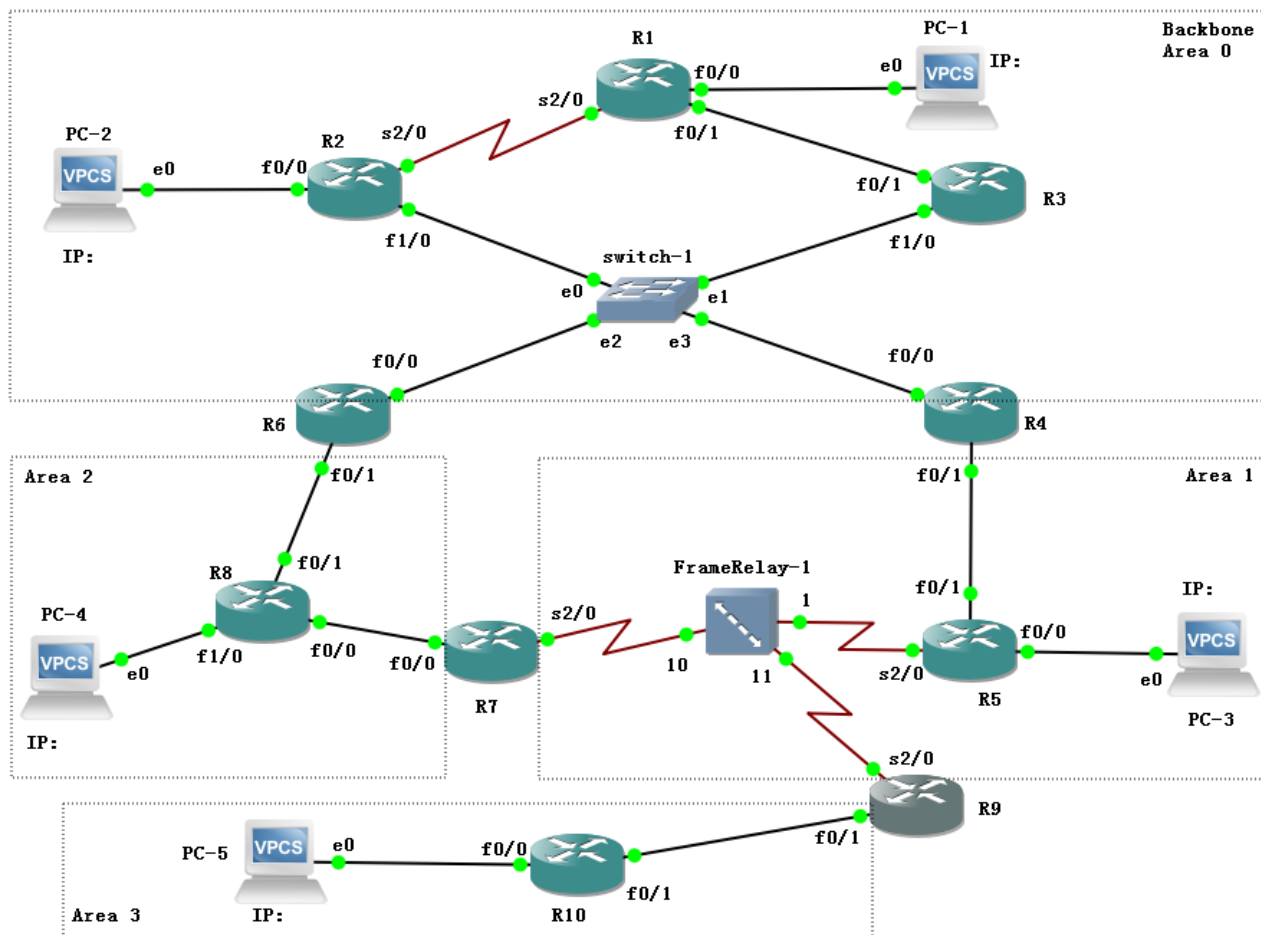 Backbone
Area 0
R1
PC-1
IP:
VPCS
e0
f0/0
s2/0
f0/1
PC-2
VPCS
e0
f0/0
R2
s2/0
f1/0
IP:
f0/1
R3
f1/0
switch-1
e0
e1
e2
e3
f0/0
R6
f0/1
f0/0
R4
f0/1
Area 2
Area 1
R8
f0/1
PC-4
VPCS
e0
f1/0
f0/0
IP:
f0/0
s2/0
R7
FrameRelay-1
1
10
11
f0/1
f0/0
s2/0
R5
IP:
VPCS
e0
PC-3
s2/0
R9
f0/1
PC-5
VPCS
e0
IP:
f0/0
f0/1
R10
Area 3